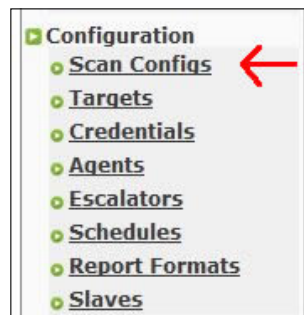 Configuration
Scan Configs
Targets
Credentials
Agents
Escalators
Schedules
Report Formats
Slaves